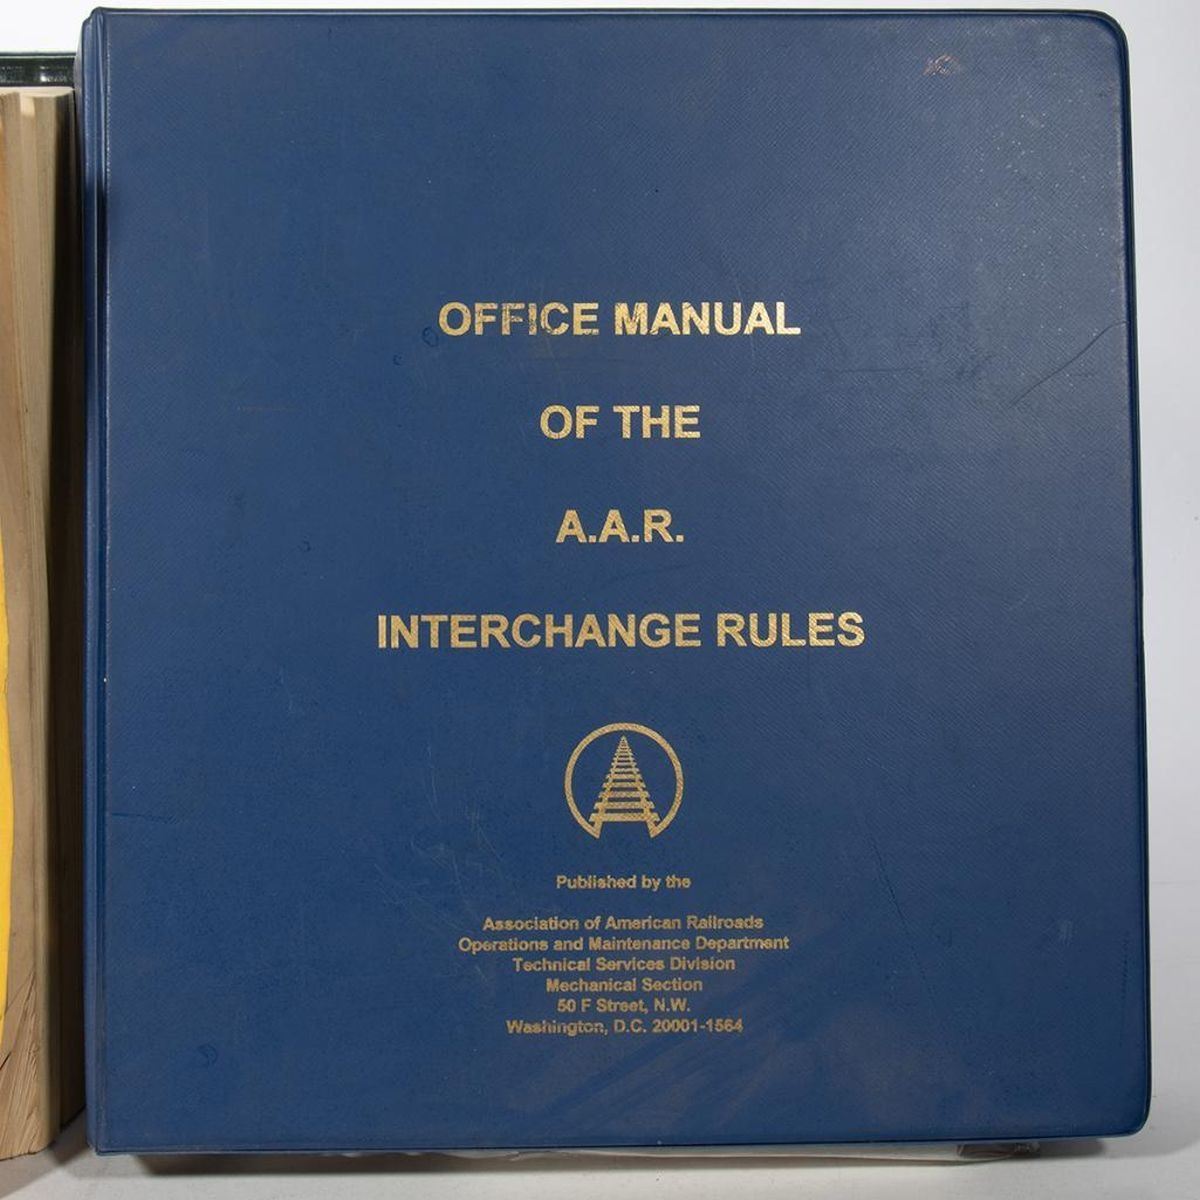 OFFICE MANUAL
OF THE
A.A.R.
INTERCHANGE RULES
Published by the
Association of American Railroads
Operations and Maintenance Department
Technical Services Division
Mechanical Section
50 F Street, N.W.
Washington, D.C. 20001-1564